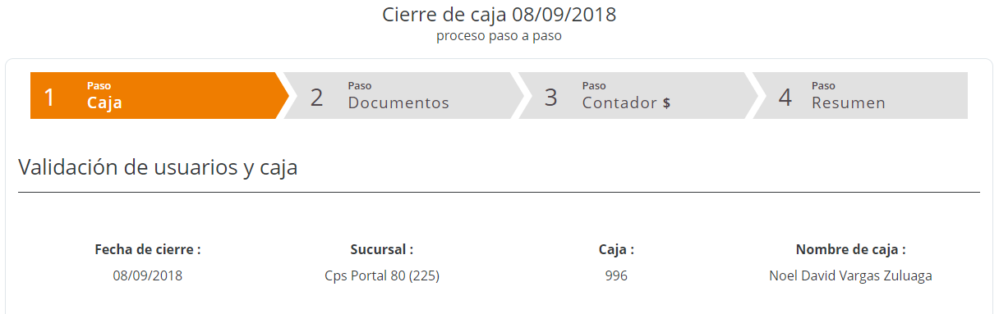 Cierre de caja 08/09/2018
proceso paso a paso
1 Paso Caja
2 Paso Documentos
3 Paso Contador $
4 Paso Resumen
Validación de usuarios y caja
Fecha de cierre : Sucursal : Caja : Nombre de caja :
08/09/2018 Cps Portal 80 (225) 996 Noel David Vargas Zuluaga